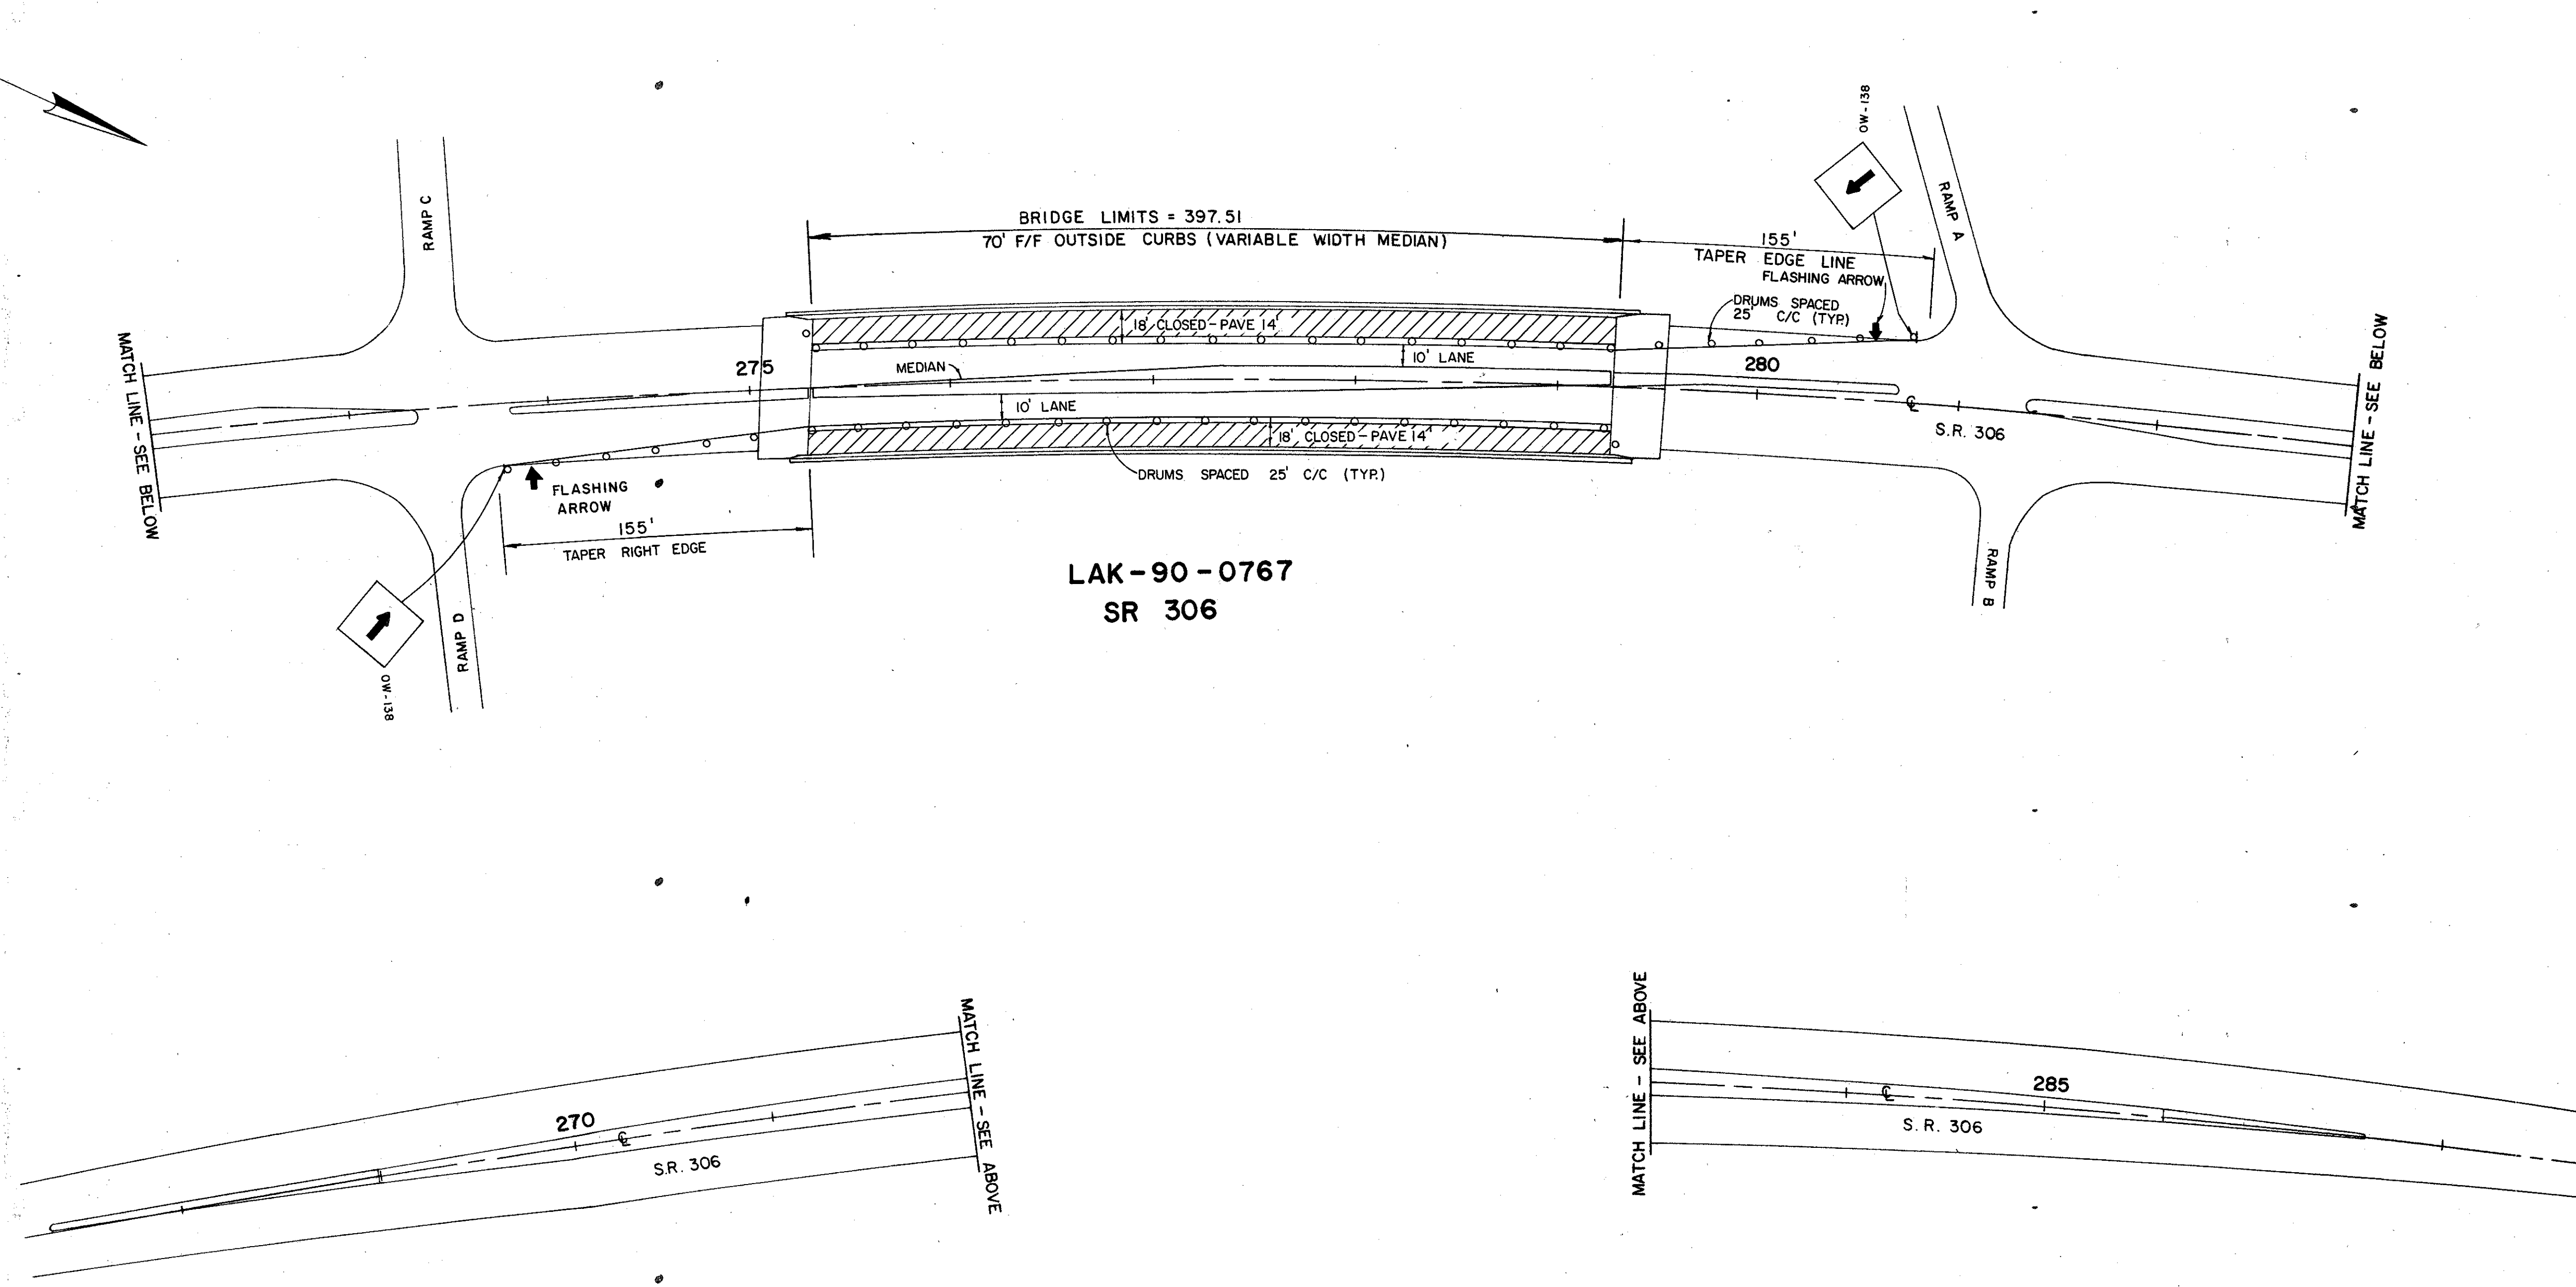 OW-138
RAMP C
RAMP A
BRIDGE LIMITS = 397.51
70' F/F OUTSIDE CURBS (VARIABLE WIDTH MEDIAN)
155'
TAPER EDGE LINE
FLASHING ARROW
DRUMS SPACED
25' C/C (TYP.)
18' CLOSED-PAVE 14'
10' LANE
MATCH LINE-SEE BELOW
275
MEDIAN
280
MATCH LINE-SEE BELOW
10' LANE
℄
S.R. 306
18' CLOSED-PAVE 14'
DRUMS SPACED 25' C/C (TYP.)
FLASHING
ARROW
155'
TAPER RIGHT EDGE
RAMP B
LAK-90-0767
SR 306
RAMP D
OW-138
MATCH LINE-SEE ABOVE
270
℄
S.R. 306
MATCH LINE - SEE ABOVE
285
℄
S.R. 306